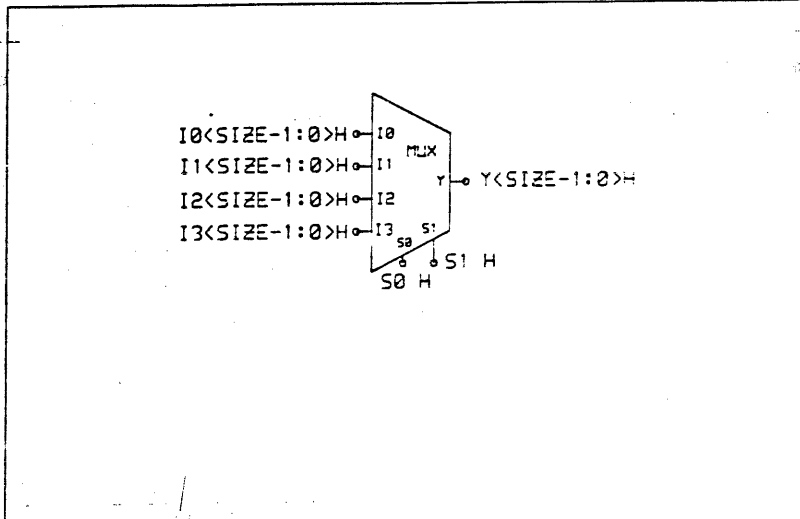 I0<SIZE-1:0>H
I0
MUX
I1<SIZE-1:0>H
I1
Y
Y<SIZE-1:0>H
I2<SIZE-1:0>H
I2
I3<SIZE-1:0>H
I3
S1
S0
S1 H
S0 H